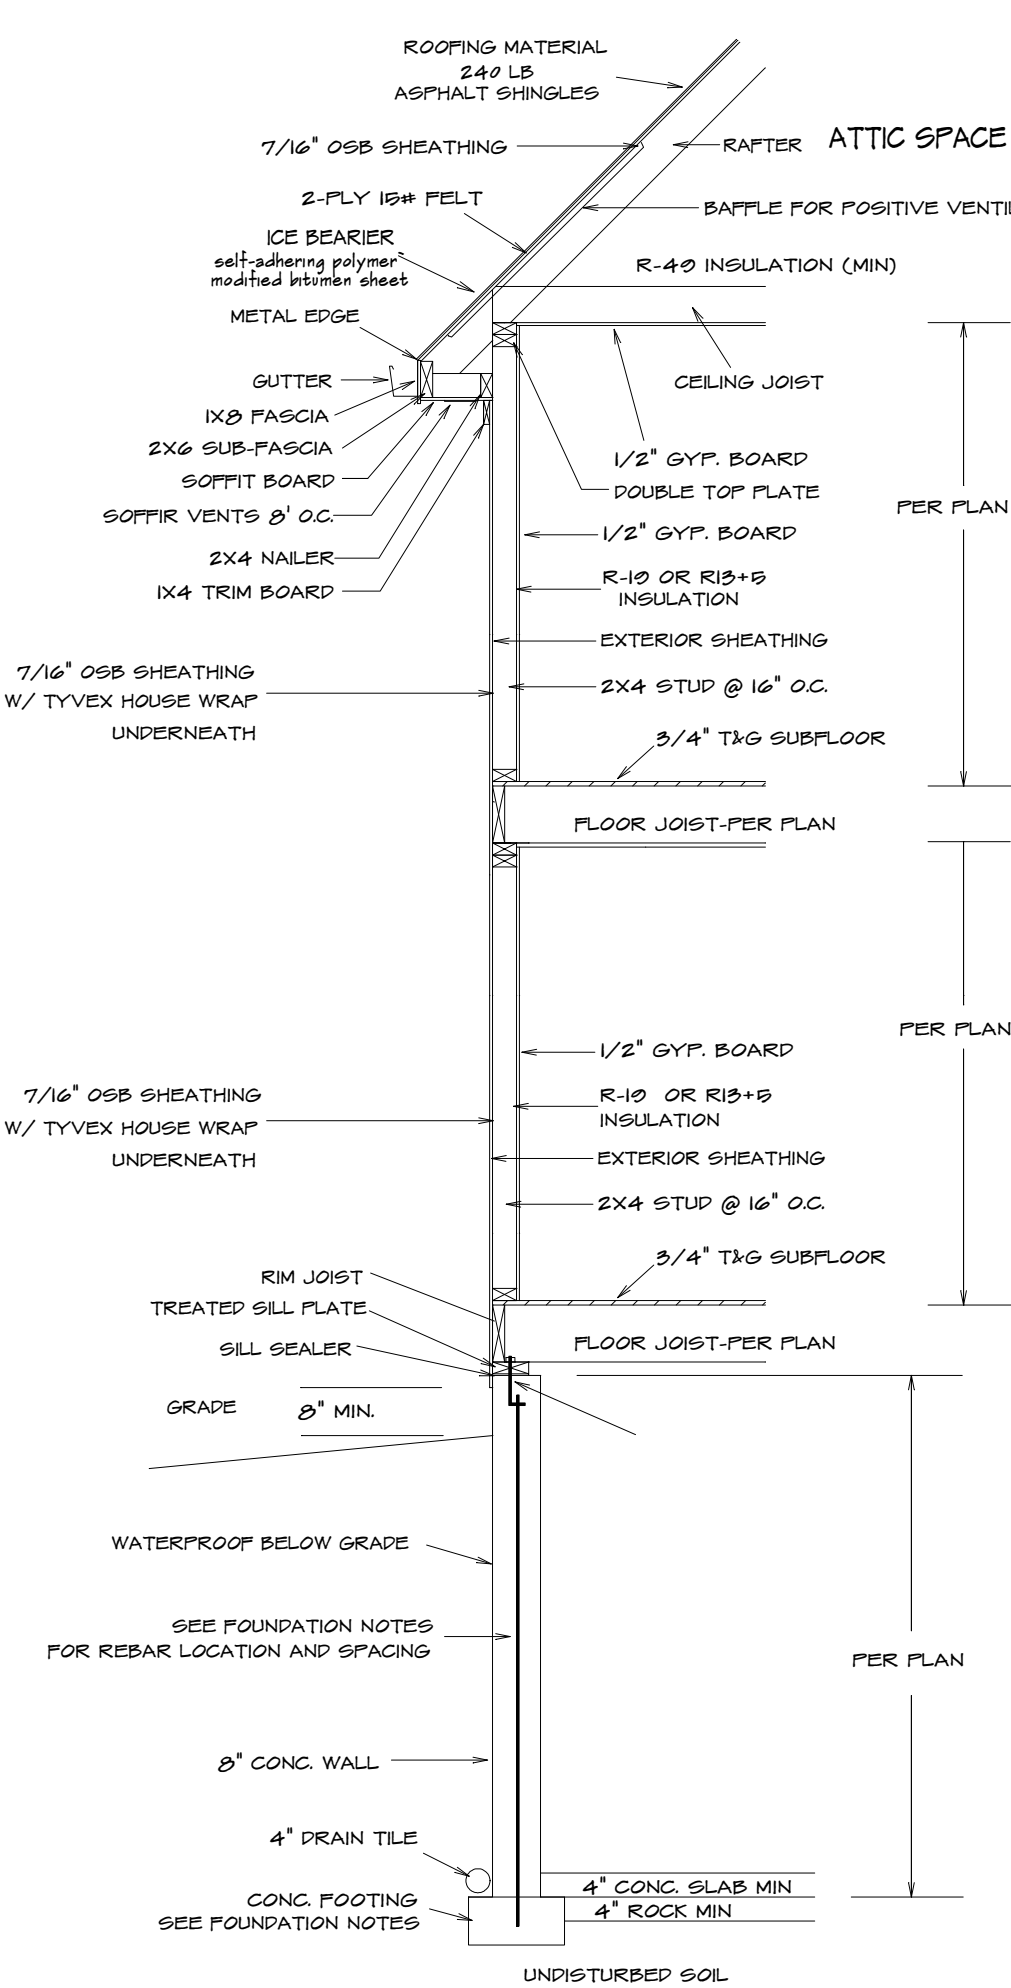 ROOFING MATERIAL
240 LB
ASPHALT SHINGLES
ATTIC SPACE
7/16" OSB SHEATHING
RAFTER
2-PLY 15# FELT
BAFFLE FOR POSITIVE
ICE BEARIER
self-adhering polymer
modified bitumen sheet
R-49 INSULATION (MIN)
METAL EDGE
GUTTER
CEILING JOIST
1X8 FASCIA
2X6 SUB-FASCIA
1/2" GYP. BOARD
SOFFIT BOARD
DOUBLE TOP PLATE
PER PLAN
SOFFIR VENTS 8' O.C.
1/2" GYP. BOARD
2X4 NAILER
R-19 OR R13+5
INSULATION
1X4 TRIM BOARD
EXTERIOR SHEATHING
7/16" OSB SHEATHING
W/ TYVEX HOUSE WRAP
UNDERNEATH
2X4 STUD @ 16" O.C.
3/4" T&G SUBFLOOR
FLOOR JOIST-PER PLAN
PER PLAN
1/2" GYP. BOARD
7/16" OSB SHEATHING
W/ TYVEX HOUSE WRAP
UNDERNEATH
R-19 OR R13+5
INSULATION
EXTERIOR SHEATHING
2X4 STUD @ 16" O.C.
3/4" T&G SUBFLOOR
RIM JOIST
TREATED SILL PLATE
SILL SEALER
FLOOR JOIST-PER PLAN
GRADE
8" MIN.
WATERPROOF BELOW GRADE
SEE FOUNDATION NOTES
FOR REBAR LOCATION AND SPACING
PER PLAN
8" CONC. WALL
4" DRAIN TILE
CONC. FOOTING
SEE FOUNDATION NOTES
4" CONC. SLAB MIN
4" ROCK MIN
UNDISTURBED SOIL